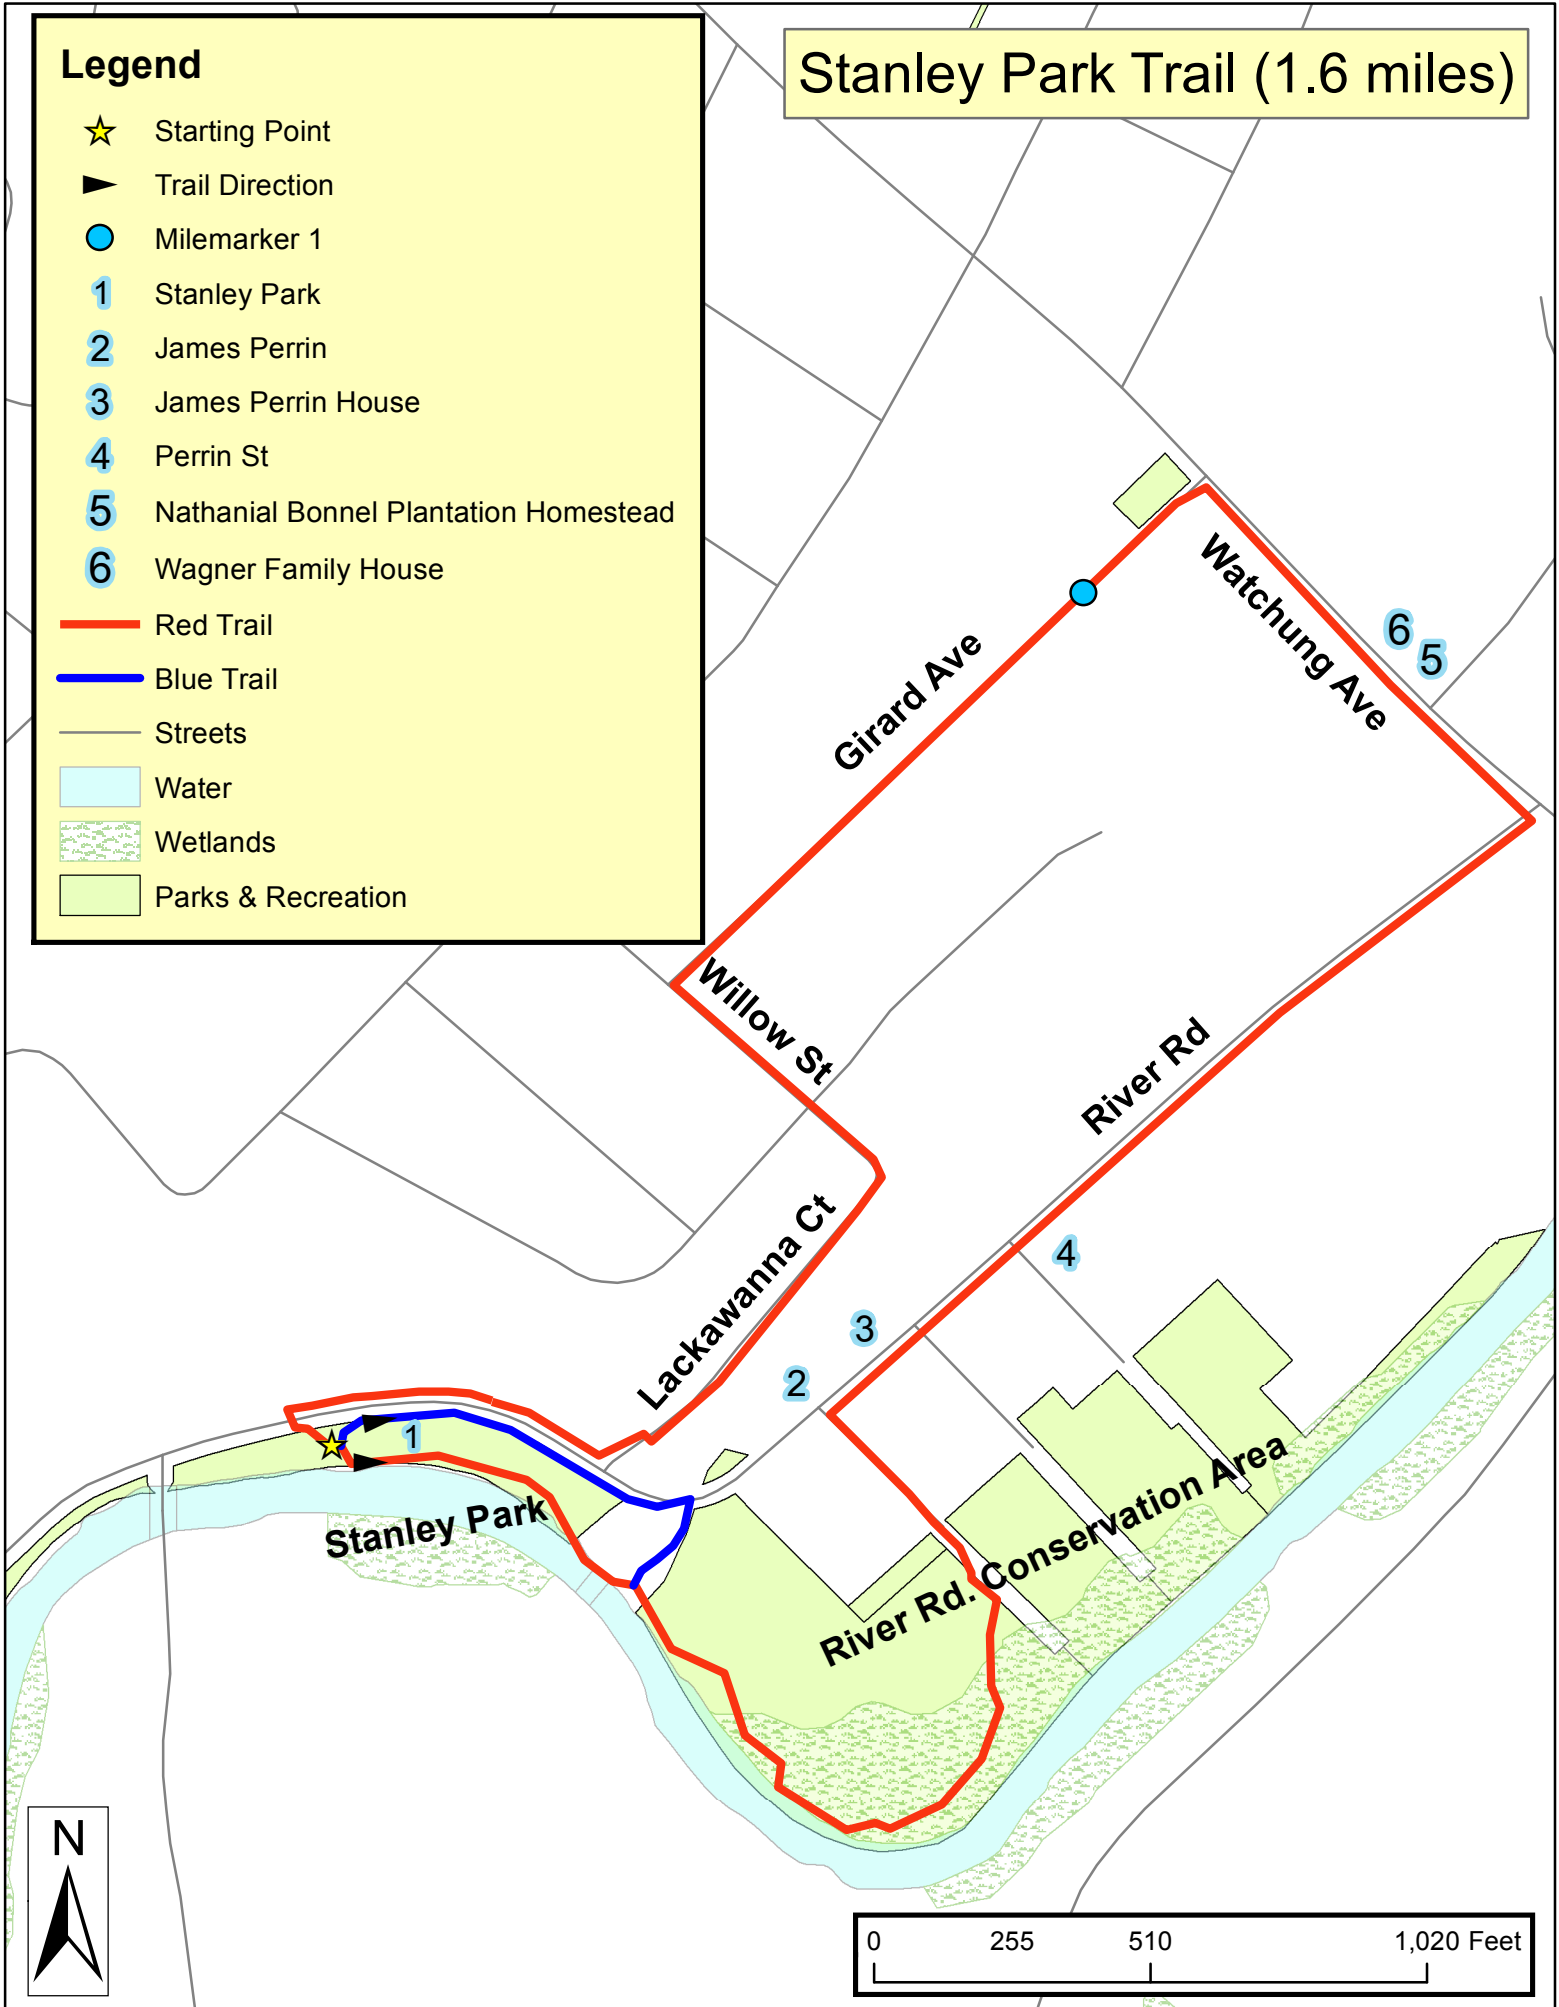 Legend
Starting Point
Trail Direction
Milemarker 1
1 Stanley Park
2 James Perrin
3 James Perrin House
4 Perrin St
5 Nathanial Bonnel Plantation Homestead
6 Wagner Family House
Red Trail
Blue Trail
Streets
Water
Wetlands
Parks & Recreation
Stanley Park Trail (1.6 miles)
Watchung Ave
6
5
Girard Ave
Willow St
River Rd
4
Lackawanna Ct
3
2
1
Stanley Park
River Rd. Conservation Area
N
0 255 510 1,020 Feet